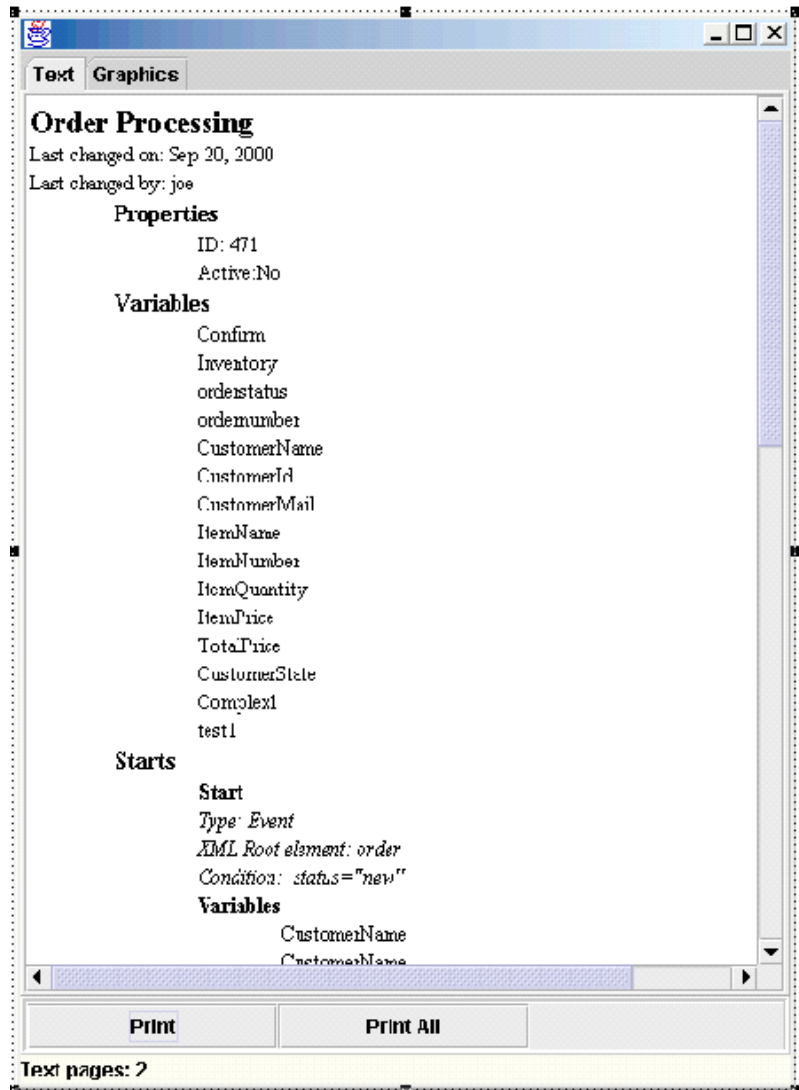 Text Graphics
Order Processing
Last changed on: Sep 20, 2000
Last changed by: joe
Properties
ID: 471
Active:No
Variables
Confirm
Inventory
orderstatus
ordernumber
CustomerName
CustomerId
CustomerMail
ItemName
ItemNumber
ItemQuantity
ItemPrice
TotalPrice
CustomerState
Complex1
test1
Starts
Start
Type: Event
XML Root element: order
Condition: status="new"
Variables
CustomerName
CustomerName
Print Print All
Text pages: 2